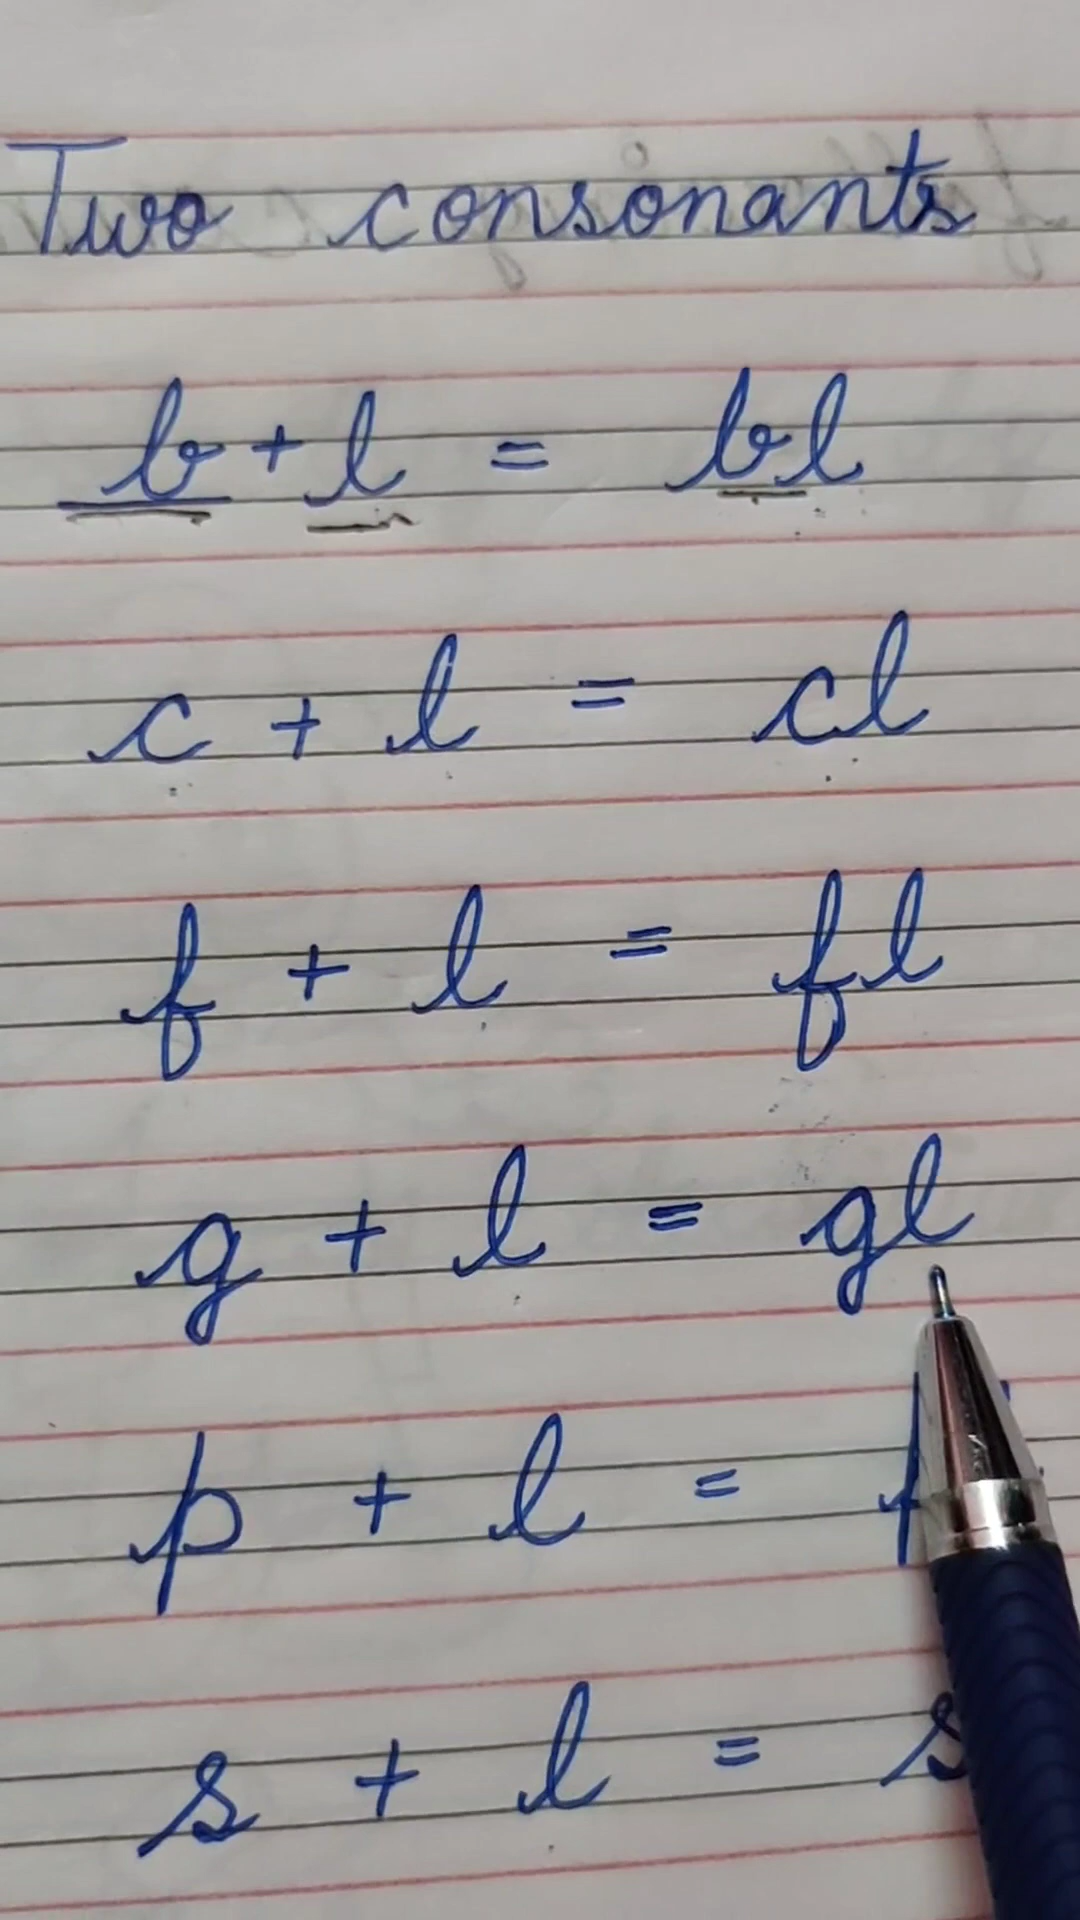 Two consonants
b + l = bl
c + l = cl
f + l = fl
g + l = gl
p + l =
s + l = s